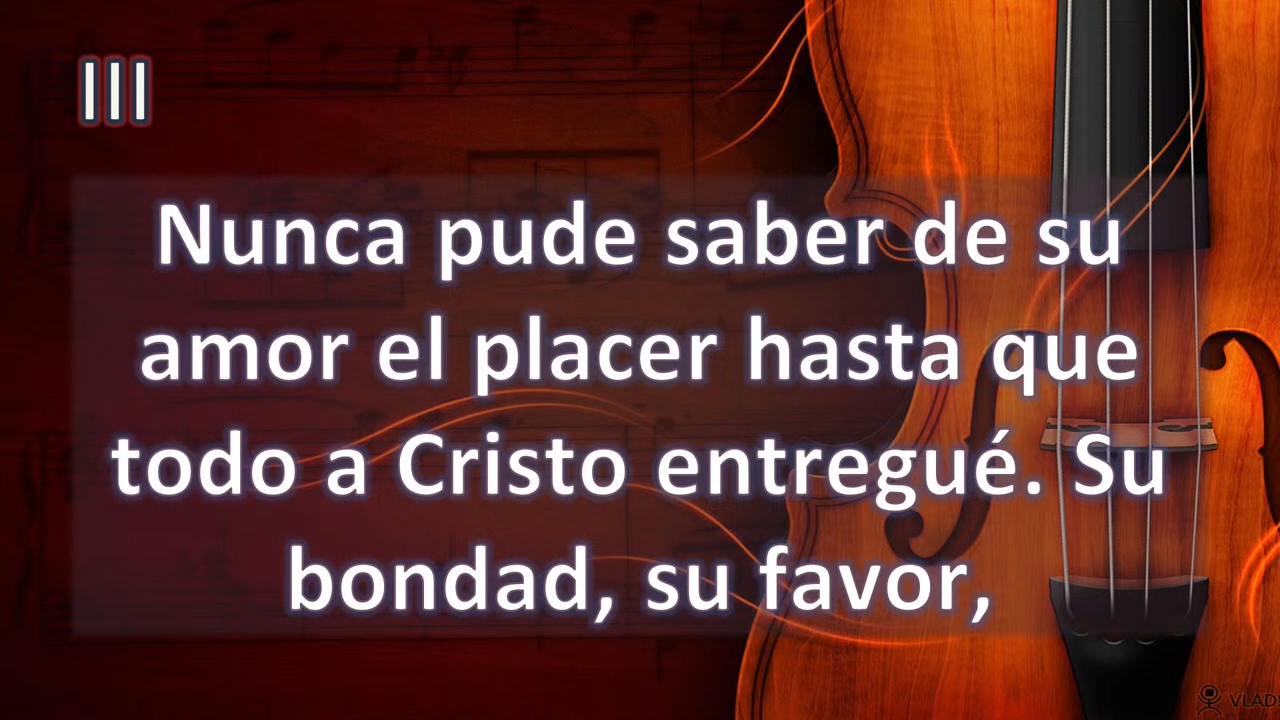 III
Nunca pude saber de su
amor el placer hasta que
todo a Cristo entregué. Su
bondad, su favor,